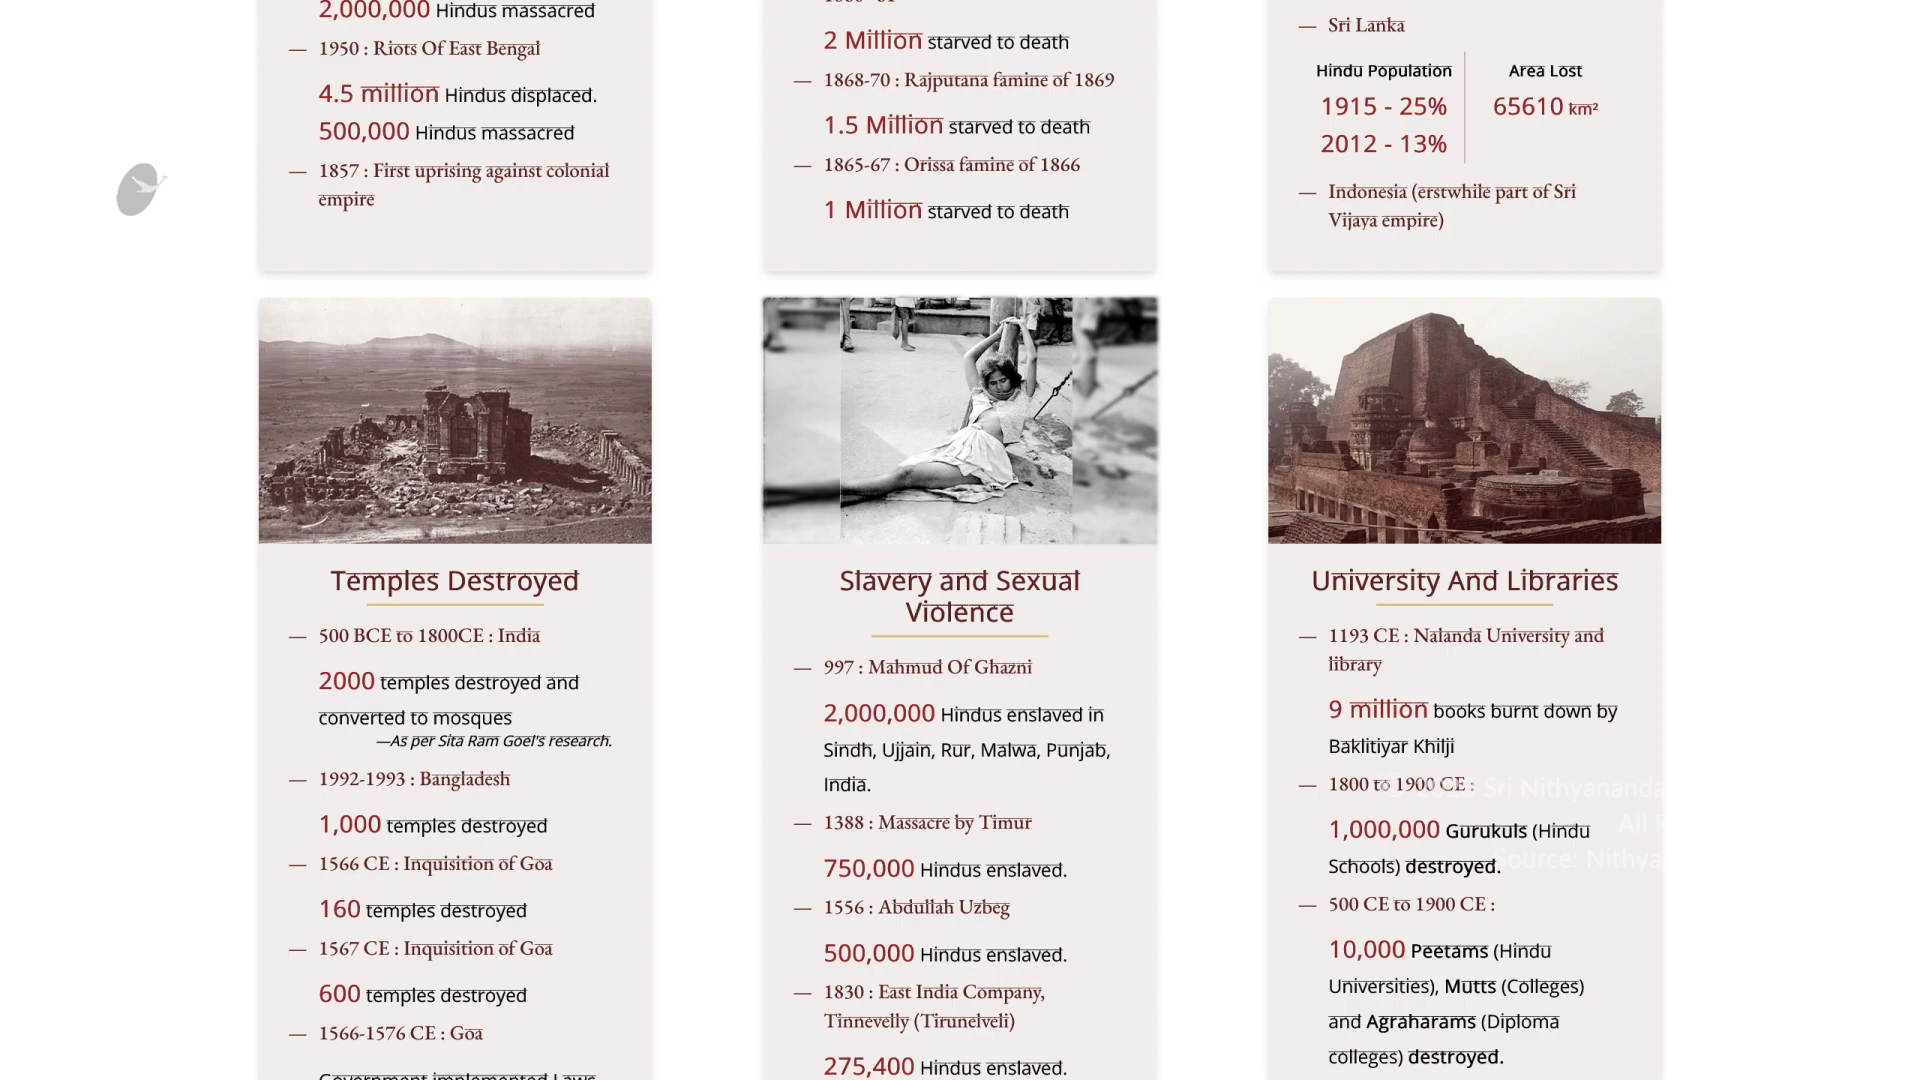 2,000,000 Hindus massacred
— 1950 : Riots Of East Bengal
4.5 million Hindus displaced.
500,000 Hindus massacred
— 1857 : First uprising against colonial
empire
2 Million starved to death
— 1868-70 : Rajputana famine of 1869
1.5 Million starved to death
— 1865-67 : Orissa famine of 1866
1 Million starved to death
— Sri Lanka
Hindu Population Area Lost
1915 - 25% 65610 km²
2012 - 13%
— Indonesia (erstwhile part of Sri
Vijaya empire)
Temples Destroyed
— 500 BCE to 1800CE : India
2000 temples destroyed and
converted to mosques
—As per Sita Ram Goel's research.
— 1992-1993 : Bangladesh
1,000 temples destroyed
— 1566 CE : Inquisition of Goa
160 temples destroyed
— 1567 CE : Inquisition of Goa
600 temples destroyed
— 1566-1576 CE : Goa
Government implemented Laws
Slavery and Sexual
Violence
— 997 : Mahmud Of Ghazni
2,000,000 Hindus enslaved in
Sindh, Ujjain, Rur, Malwa, Punjab,
India.
— 1388 : Massacre by Timur
750,000 Hindus enslaved.
— 1556 : Abdullah Uzbeg
500,000 Hindus enslaved.
— 1830 : East India Company,
Tinnevelly (Tirunelveli)
275,400 Hindus enslaved.
University And Libraries
— 1193 CE : Nalanda University and
library
9 million books burnt down by
Baklitiyar Khilji
— 1800 to 1900 CE :
1,000,000 Gurukuls (Hindu
Schools) destroyed.
— 500 CE to 1900 CE :
10,000 Peetams (Hindu
Universities), Mutts (Colleges)
and Agraharams (Diploma
colleges) destroyed.
Sri Nithyananda
All
Source: Nithya